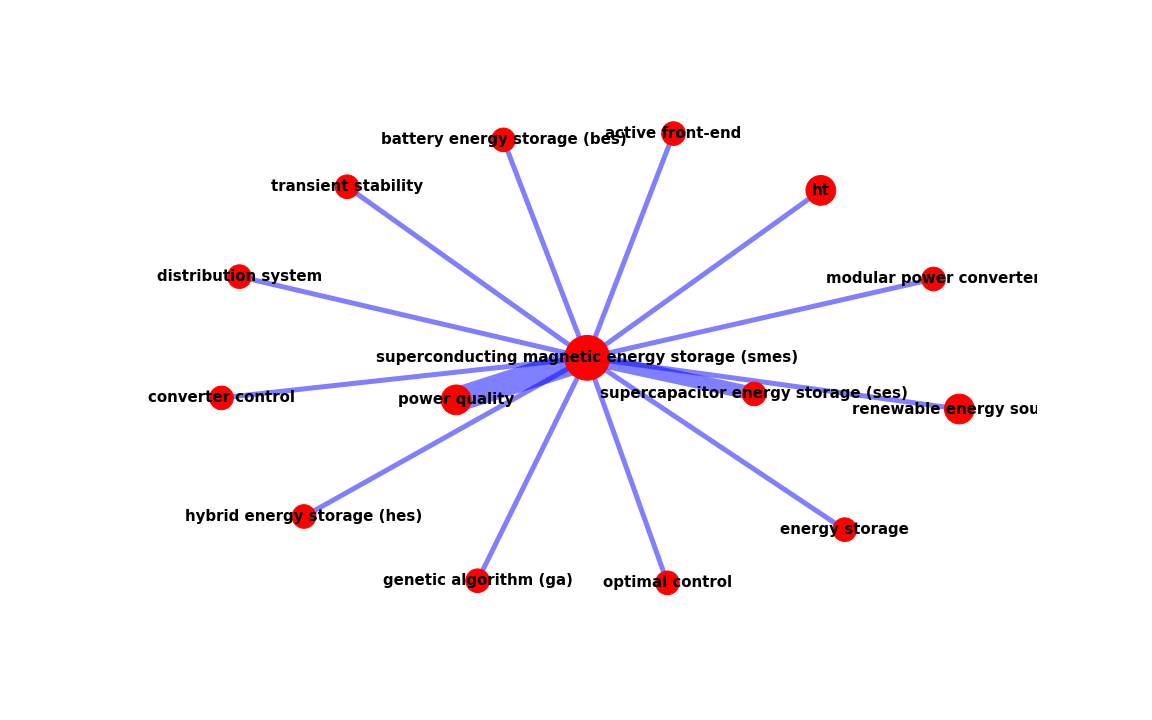 active front-end
battery energy storage (bes)
transient stability
ht
distribution system
modular power converter
superconducting magnetic energy storage (smes)
supercapacitor energy storage (ses)
converter control
power quality
renewable energy sou
hybrid energy storage (hes)
energy storage
genetic algorithm (ga)
optimal control